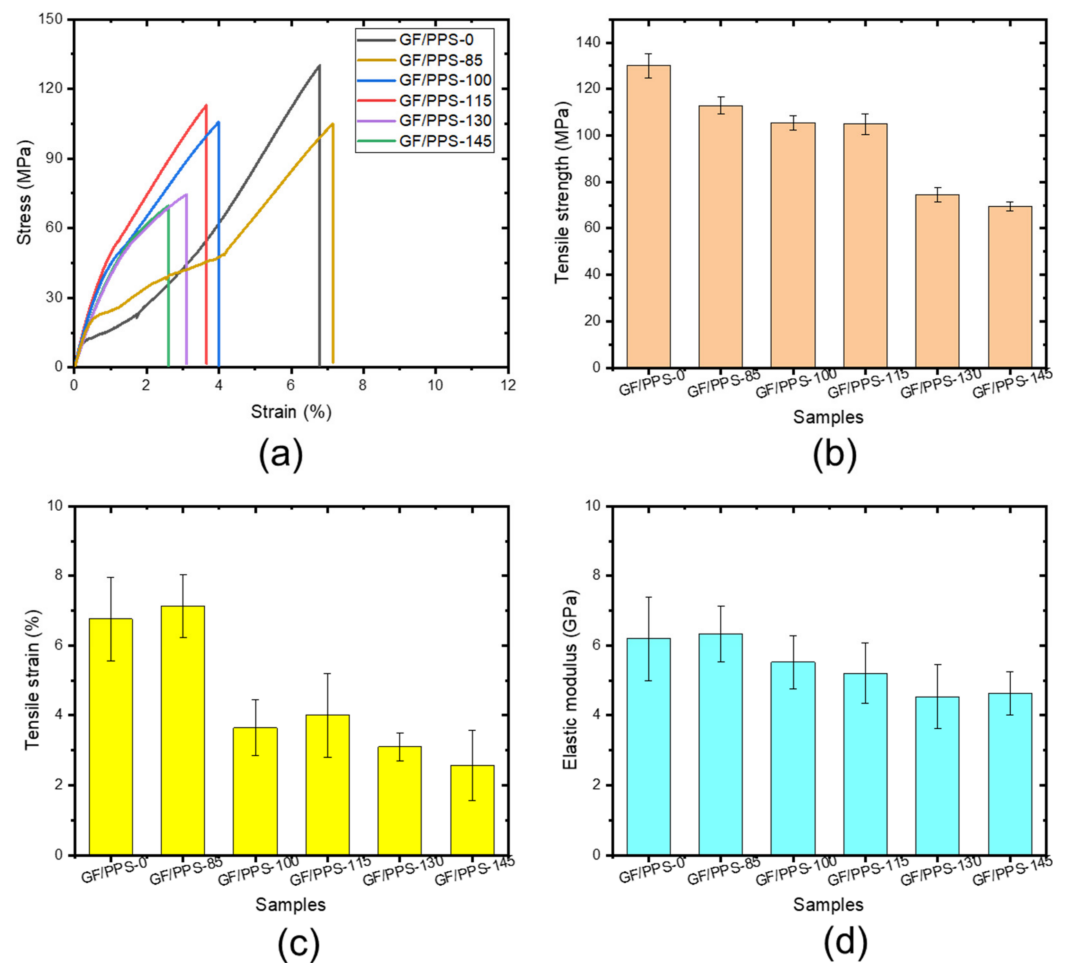 150
120
90
60
30
0
Stress (MPa)
GF/PPS-0
GF/PPS-85
GF/PPS-100
GF/PPS-115
GF/PPS-130
GF/PPS-145
0 2 4 6 8 10 12
Strain (%)
(a)
140
120
100
80
60
40
20
0
Tensile strength (MPa)
GF/PPS-0 GF/PPS-85 GF/PPS-100 GF/PPS-115 GF/PPS-130 GF/PPS-145
Samples
(b)
10
8
6
4
2
0
Tensile strain (%)
GF/PPS-0 GF/PPS-85 GF/PPS-100 GF/PPS-115 GF/PPS-130 GF/PPS-145
Samples
(c)
10
8
6
4
2
0
Elastic modulus (GPa)
GF/PPS-0 GF/PPS-85 GF/PPS-100 GF/PPS-115 GF/PPS-130 GF/PPS-145
Samples
(d)